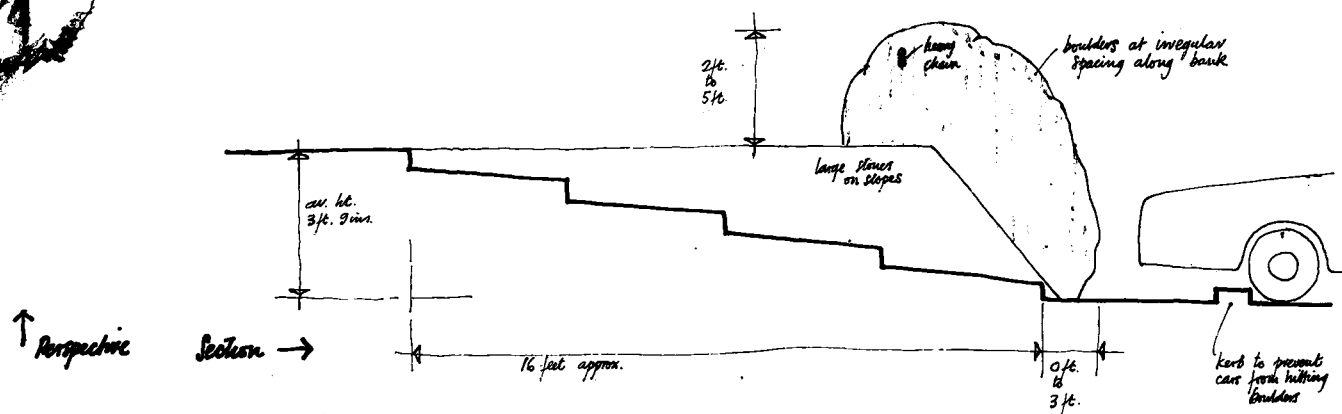 2ft.
to
5ft.
heavy
chain
boulders at irregular
spacing along bank
large stones
on slopes
av. ht.
3ft. 9ins.
↑ Perspective
Section →
16 feet approx.
0ft.
to
3ft.
kerb to prevent
cars from hitting
boulders